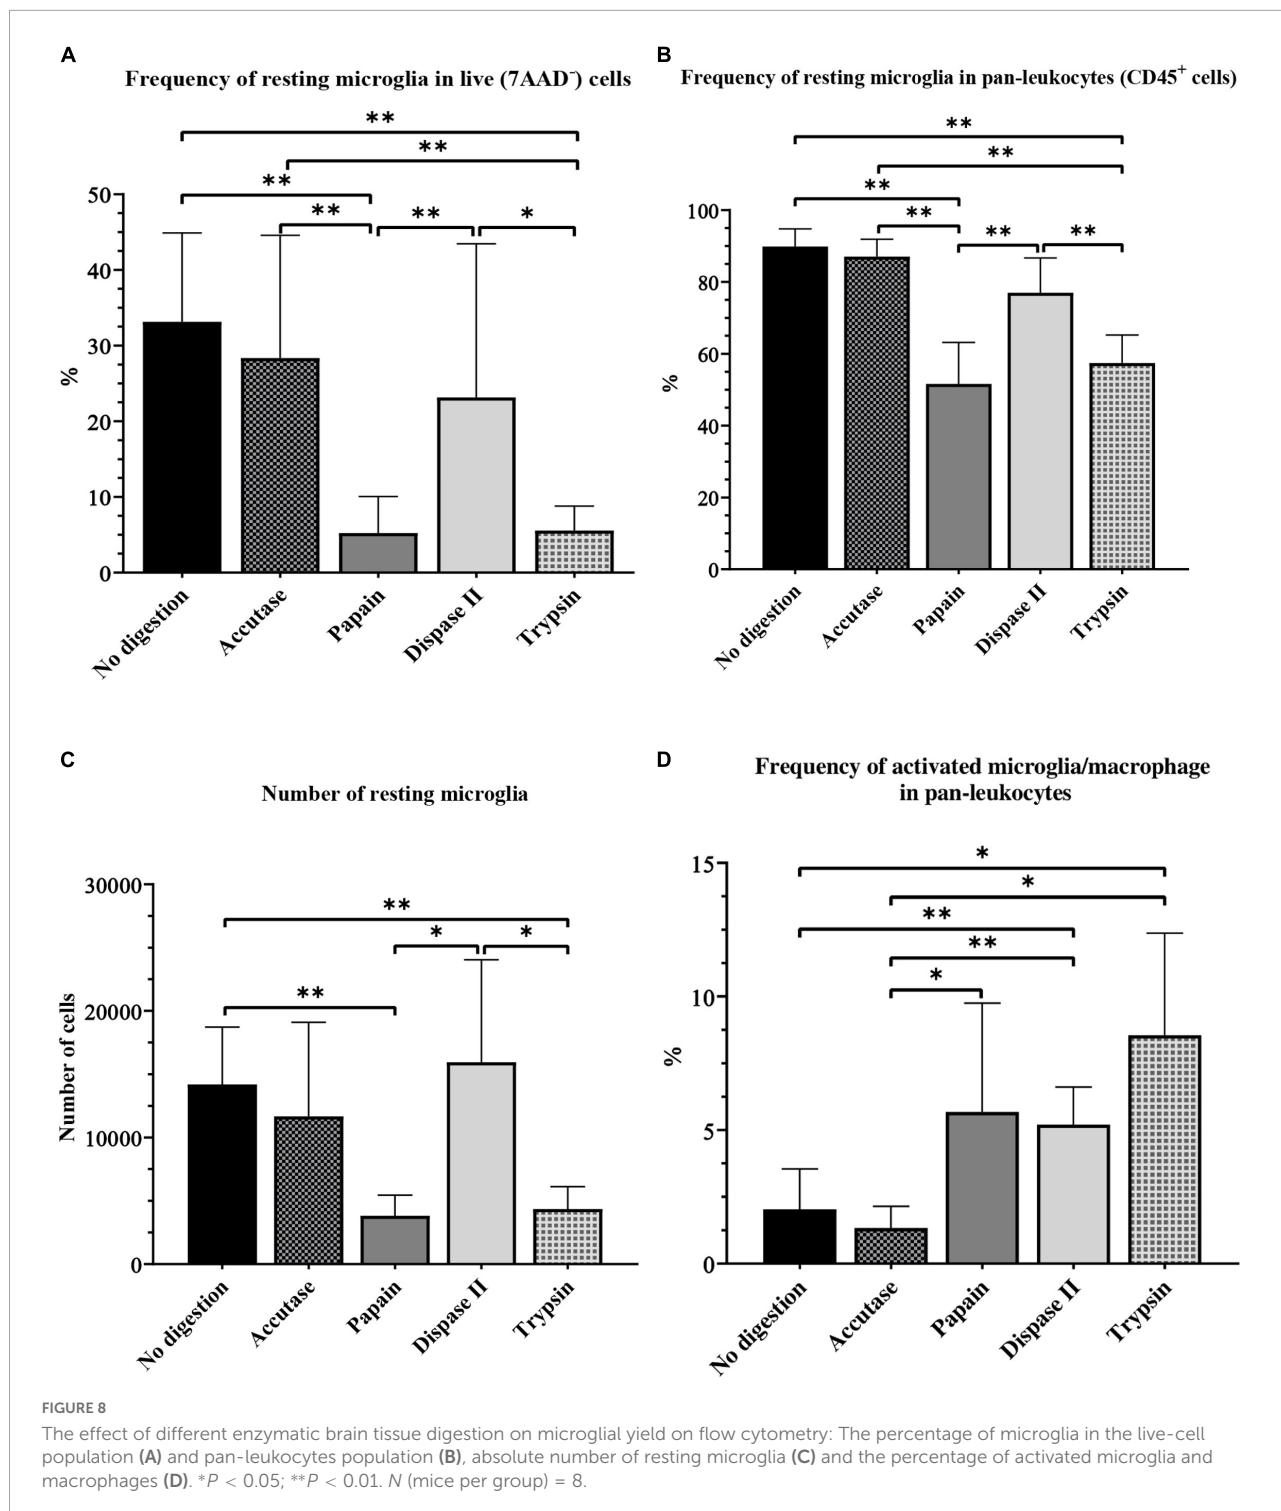 A
Frequency of resting microglia in live (7AAD⁻) cells
**
**
**
**
**
*
50
40
30
20
10
0
%
No digestion
Accutase
Papain
Dispase II
Trypsin
B
Frequency of resting microglia in pan-leukocytes (CD45⁺ cells)
**
**
**
**
**
**
100
80
60
40
20
0
%
No digestion
Accutase
Papain
Dispase II
Trypsin
C
Number of resting microglia
**
*
*
**
30000
20000
10000
0
Number of cells
No digestion
Accutase
Papain
Dispase II
Trypsin
D
Frequency of activated microglia/macrophage
in pan-leukocytes
*
*
**
**
*
15
10
5
0
%
No digestion
Accutase
Papain
Dispase II
Trypsin
FIGURE 8
The effect of different enzymatic brain tissue digestion on microglial yield on flow cytometry: The percentage of microglia in the live-cell
population (A) and pan-leukocytes population (B), absolute number of resting microglia (C) and the percentage of activated microglia and
macrophages (D). *P < 0.05; **P < 0.01. N (mice per group) = 8.